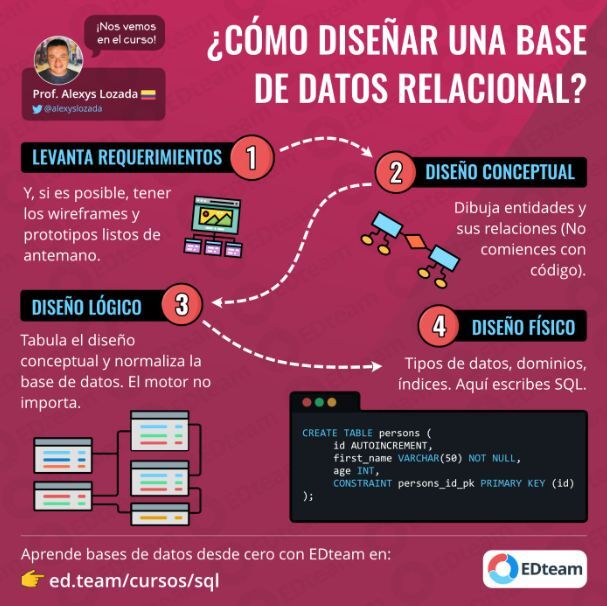 ¡Nos vemos
en el curso!
Prof. Alexys Lozada
@alexyslozada
¿CÓMO DISEÑAR UNA BASE
DE DATOS RELACIONAL?
LEVANTA REQUERIMIENTOS
1
Y, si es posible, tener
los wireframes y
prototipos listos de
antemano.
2
DISEÑO CONCEPTUAL
Dibuja entidades y
sus relaciones (No
comiences con
código).
DISEÑO LÓGICO
3
Tabula el diseño
conceptual y normaliza la
base de datos. El motor no
importa.
4
DISEÑO FÍSICO
Tipos de datos, dominios,
índices. Aquí escribes SQL.
CREATE TABLE persons (
id AUTOINCREMENT,
first_name VARCHAR(50) NOT NULL,
age INT,
CONSTRAINT persons_id_pk PRIMARY KEY (id)
);
Aprende bases de datos desde cero con EDteam en:
👉 ed.team/cursos/sql
EDteam